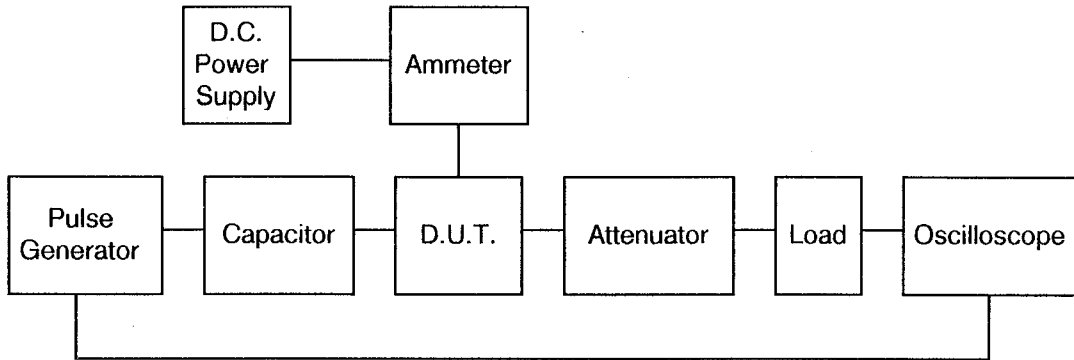 D.C.
Power
Supply
Ammeter
Pulse
Generator
Capacitor
D.U.T.
Attenuator
Load
Oscilloscope